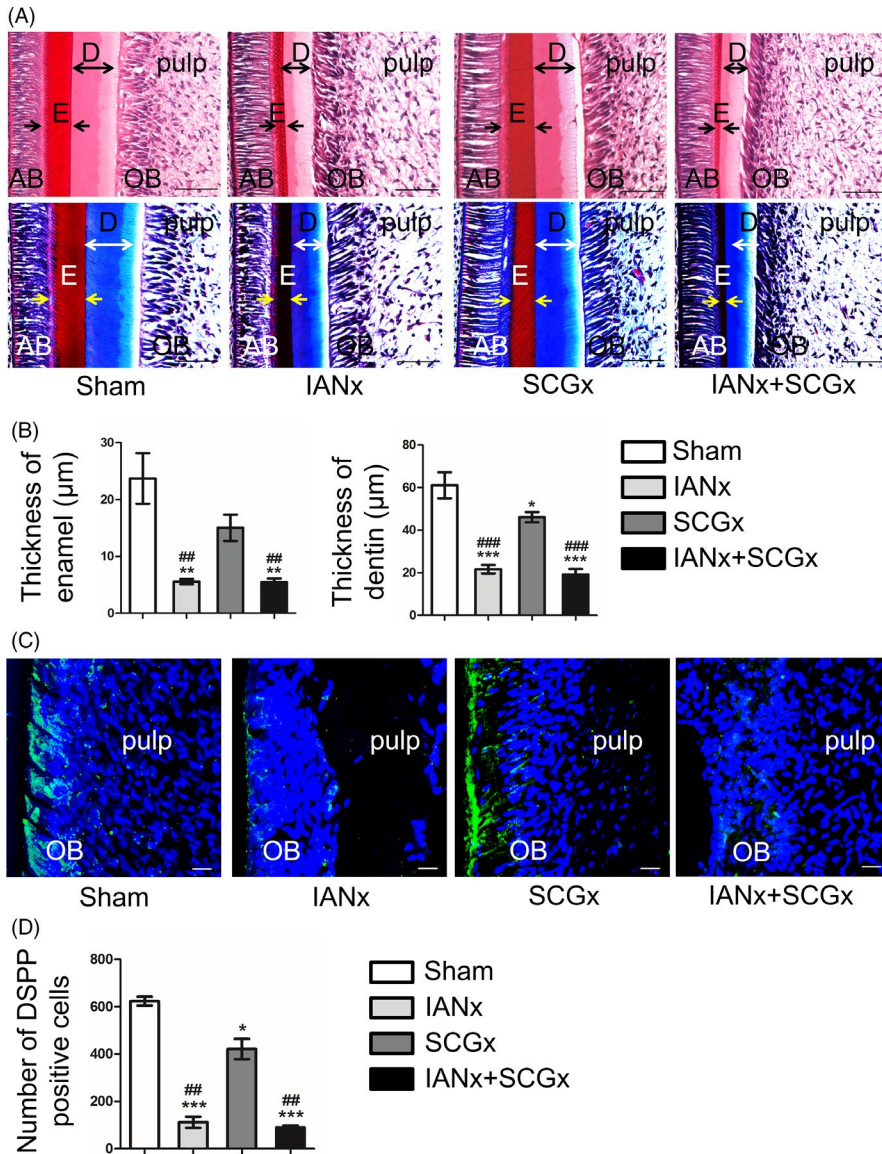 (A)
D pulp D pulp D pulp D pulp
E E E E
AB OB AB OB AB OB AB OB
D pulp D pulp D pulp D pulp
E E E E
AB OB AB OB AB OB AB OB
Sham IANx SCGx IANx+SCGx
(B)
Thickness of
enamel (μm)
30
20
10
0
##
**
##
**
Thickness of
dentin (μm)
80
60
40
20
0
###
***
*
###
***
Sham
IANx
SCGx
IANx+SCGx
(C)
pulp pulp pulp pulp
OB OB OB OB
Sham IANx SCGx IANx+SCGx
(D)
Number of DSPP
positive cells
800
600
400
200
0
##
***
*
##
***
Sham
IANx
SCGx
IANx+SCGx